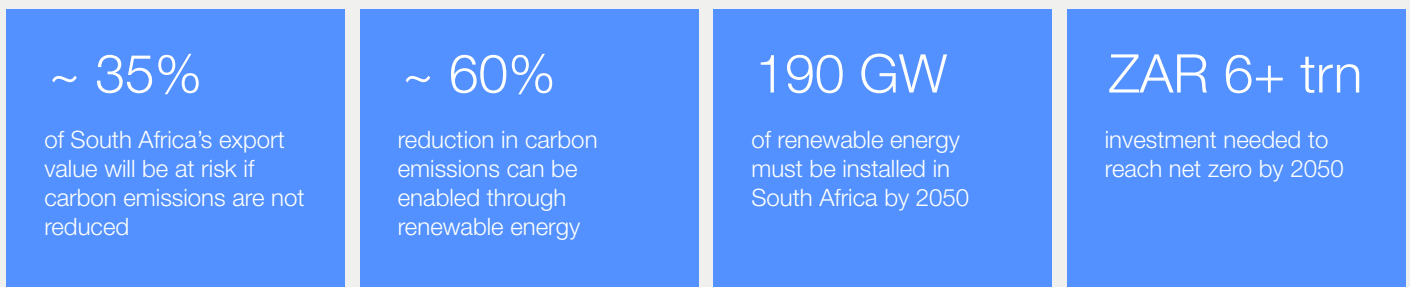 ~ 35%
of South Africa’s export
value will be at risk if
carbon emissions are not
reduced
~ 60%
reduction in carbon
emissions can be
enabled through
renewable energy
190 GW
of renewable energy
must be installed in
South Africa by 2050
ZAR 6+ trn
investment needed to
reach net zero by 2050